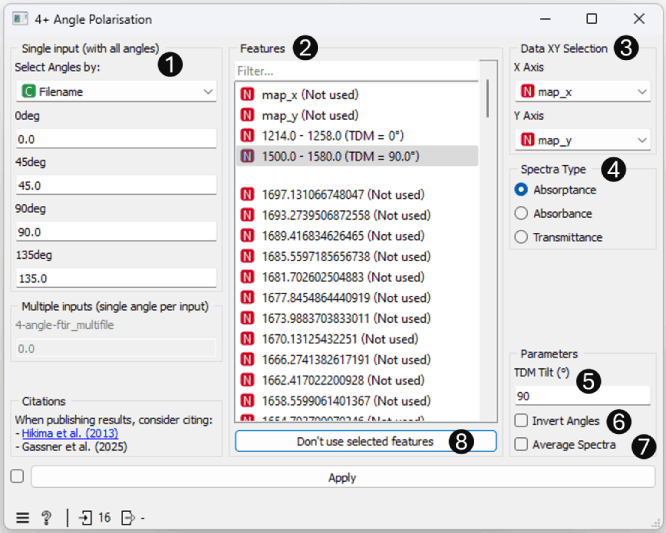 4+ Angle Polarisation
Single input (with all angles)
1
Select Angles by:
C Filename
0deg
0.0
45deg
45.0
90deg
90.0
135deg
135.0
Multiple inputs (single angle per input)
4-angle-ftir_multifile
0.0
Citations
When publishing results, consider citing:
- Hikima et al. (2013)
- Gassner et al. (2025)
Features 2
Filter...
N map_x (Not used)
N map_y (Not used)
N 1214.0 - 1258.0 (TDM = 0°)
N 1500.0 - 1580.0 (TDM = 90.0°)
N 1697.131066748047 (Not used)
N 1693.2739506872558 (Not used)
N 1689.416834626465 (Not used)
N 1685.5597185656738 (Not used)
N 1681.702602504883 (Not used)
N 1677.8454864440919 (Not used)
N 1673.9883703833011 (Not used)
N 1670.13125432251 (Not used)
N 1666.2741382617191 (Not used)
N 1662.417022200928 (Not used)
N 1658.5599061401367 (Not used)
Don't use selected features 8
Data XY Selection 3
X Axis
N map_x
Y Axis
N map_y
Spectra Type 4
Absorptance
Absorbance
Transmittance
Parameters
TDM Tilt (°) 5
90
Invert Angles 6
Average Spectra 7
Apply
? 16 -